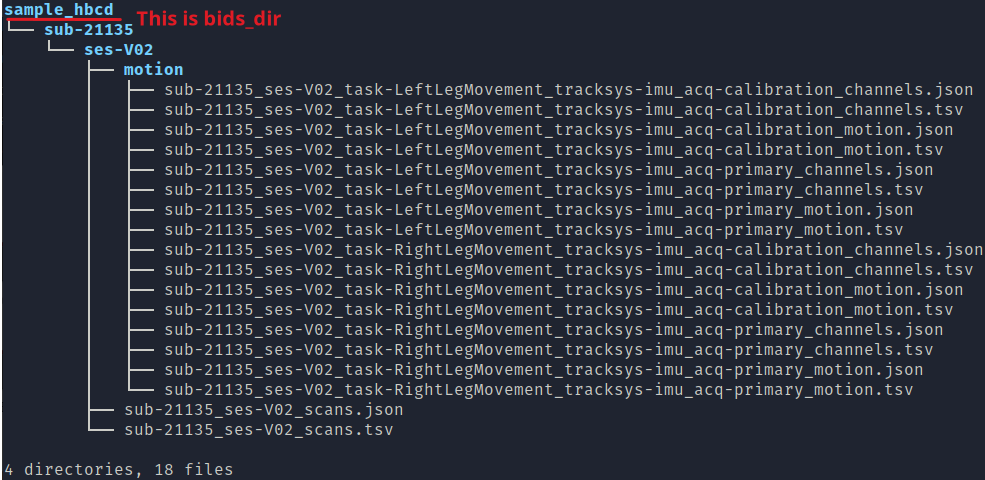 sample_hbcd This is bids_dir
└── sub-21135
└── ses-V02
├── motion
├── sub-21135_ses-V02_task-LeftLegMovement_tracksys-imu_acq-calibration_channels.json
├── sub-21135_ses-V02_task-LeftLegMovement_tracksys-imu_acq-calibration_channels.tsv
├── sub-21135_ses-V02_task-LeftLegMovement_tracksys-imu_acq-calibration_motion.json
├── sub-21135_ses-V02_task-LeftLegMovement_tracksys-imu_acq-calibration_motion.tsv
├── sub-21135_ses-V02_task-LeftLegMovement_tracksys-imu_acq-primary_channels.json
├── sub-21135_ses-V02_task-LeftLegMovement_tracksys-imu_acq-primary_channels.tsv
├── sub-21135_ses-V02_task-LeftLegMovement_tracksys-imu_acq-primary_motion.json
├── sub-21135_ses-V02_task-LeftLegMovement_tracksys-imu_acq-primary_motion.tsv
├── sub-21135_ses-V02_task-RightLegMovement_tracksys-imu_acq-calibration_channels.json
├── sub-21135_ses-V02_task-RightLegMovement_tracksys-imu_acq-calibration_channels.tsv
├── sub-21135_ses-V02_task-RightLegMovement_tracksys-imu_acq-calibration_motion.json
├── sub-21135_ses-V02_task-RightLegMovement_tracksys-imu_acq-calibration_motion.tsv
├── sub-21135_ses-V02_task-RightLegMovement_tracksys-imu_acq-primary_channels.json
├── sub-21135_ses-V02_task-RightLegMovement_tracksys-imu_acq-primary_channels.tsv
├── sub-21135_ses-V02_task-RightLegMovement_tracksys-imu_acq-primary_motion.json
└── sub-21135_ses-V02_task-RightLegMovement_tracksys-imu_acq-primary_motion.tsv
├── sub-21135_ses-V02_scans.json
└── sub-21135_ses-V02_scans.tsv
4 directories, 18 files